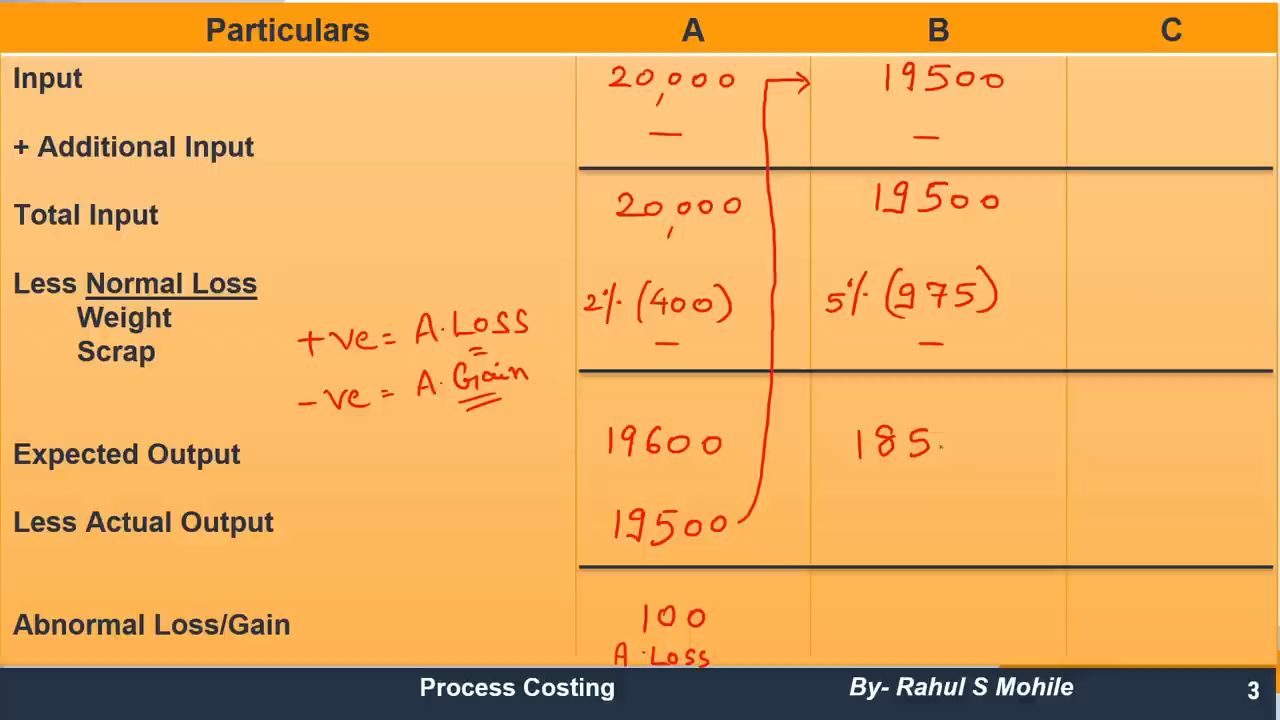 Particulars A B C
Input 20,000 19500
+ Additional Input — —
Total Input 20,000 19500
Less Normal Loss 2% (400) 5% (975)
Weight
+ve = A. Loss
Scrap — —
-ve = A. Gain
Expected Output 19600 185
Less Actual Output 19500
Abnormal Loss/Gain 100
A. Loss
Process Costing By- Rahul S Mohile 3